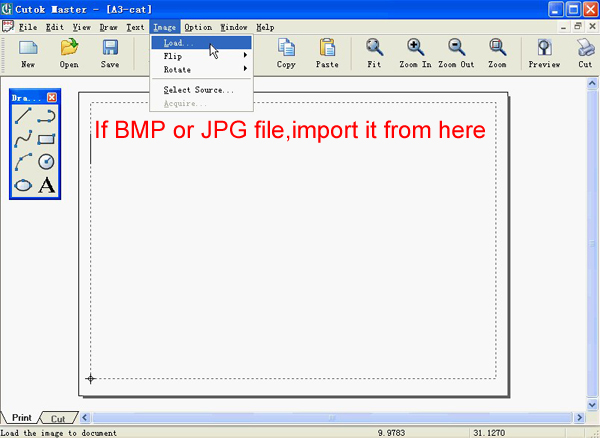 Cutok Master - [A3-cat]
File Edit View Draw Text Image Option Window Help
New Open Save Copy Paste Fit Zoom In Zoom Out Zoom Preview Cut
Load...
Flip
Rotate
Select Source...
Acquire...
Dra...
A
If BMP or JPG file,import it from here
Print Cut
Load the image to document 9.9783 31.1270